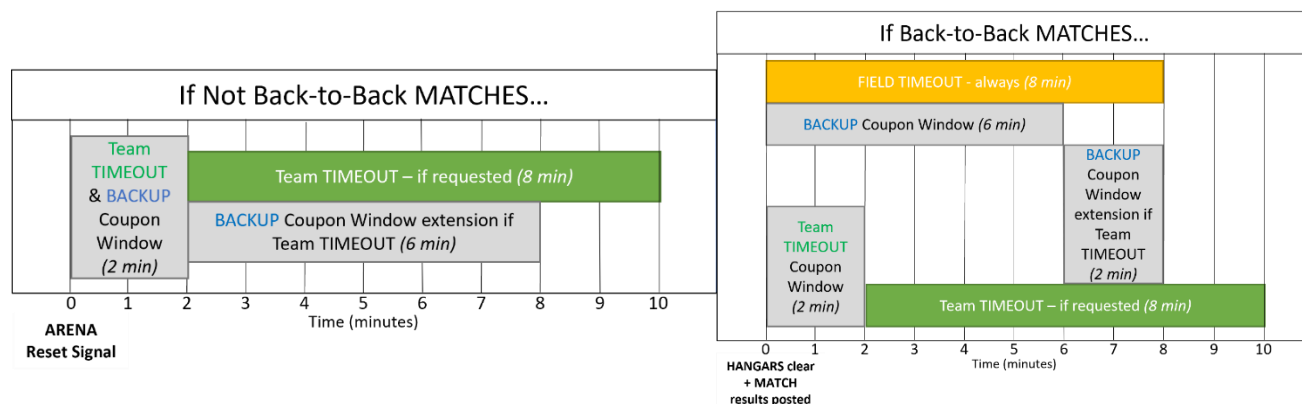 If Not Back-to-Back MATCHES...
Team
TIMEOUT
& BACKUP
Coupon
Window
(2 min)
Team TIMEOUT – if requested (8 min)
BACKUP Coupon Window extension if
Team TIMEOUT (6 min)
0 1 2 3 4 5 6 7 8 9 10
Time (minutes)
ARENA
Reset Signal
If Back-to-Back MATCHES...
FIELD TIMEOUT - always (8 min)
BACKUP Coupon Window (6 min)
BACKUP
Coupon
Window
extension if
Team
TIMEOUT
(2 min)
Team
TIMEOUT
Coupon
Window
(2 min)
Team TIMEOUT – if requested (8 min)
0 1 2 3 4 5 6 7 8 9 10
Time (minutes)
HANGARS clear
+ MATCH
results posted